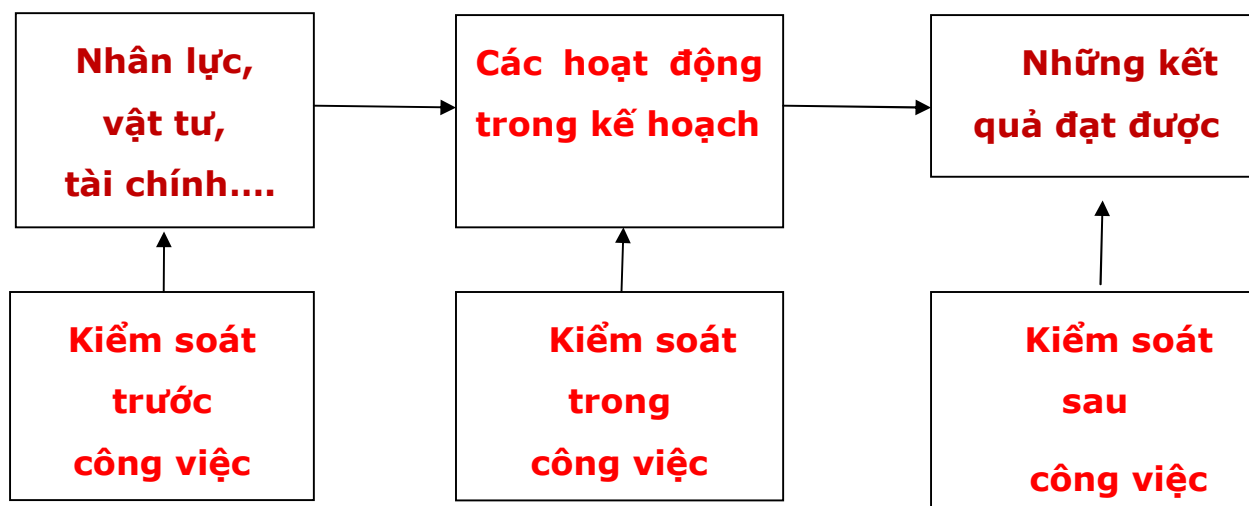 Nhân lực,
vật tư,
tài chính....
Các hoạt động
trong kế hoạch
Những kết
quả đạt được
Kiểm soát
trước
công việc
Kiểm soát
trong
công việc
Kiểm soát
sau
công việc